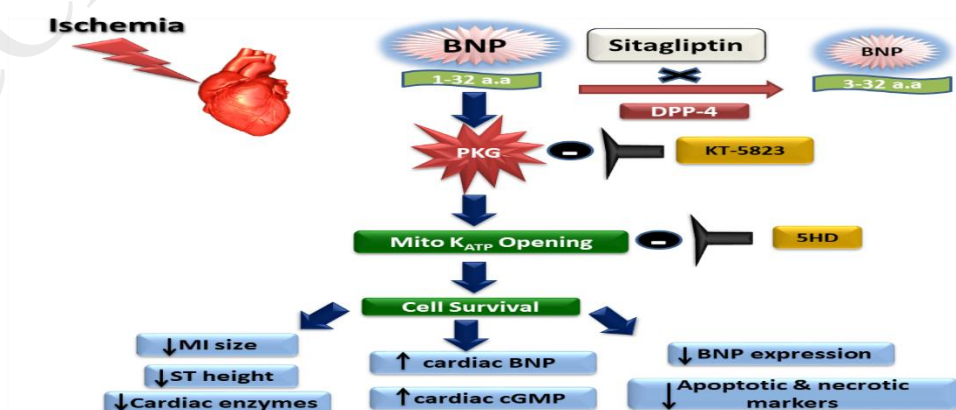 Ischemia
BNP
1-32 a.a
Sitagliptin
DPP-4
BNP
3-32 a.a
PKG
-
KT-5823
Mito KATP Opening
-
5HD
Cell Survival
↓MI size
↓ST height
↓Cardiac enzymes
↑ cardiac BNP
↑cardiac cGMP
↓BNP expression
↓Apoptotic & necrotic
markers